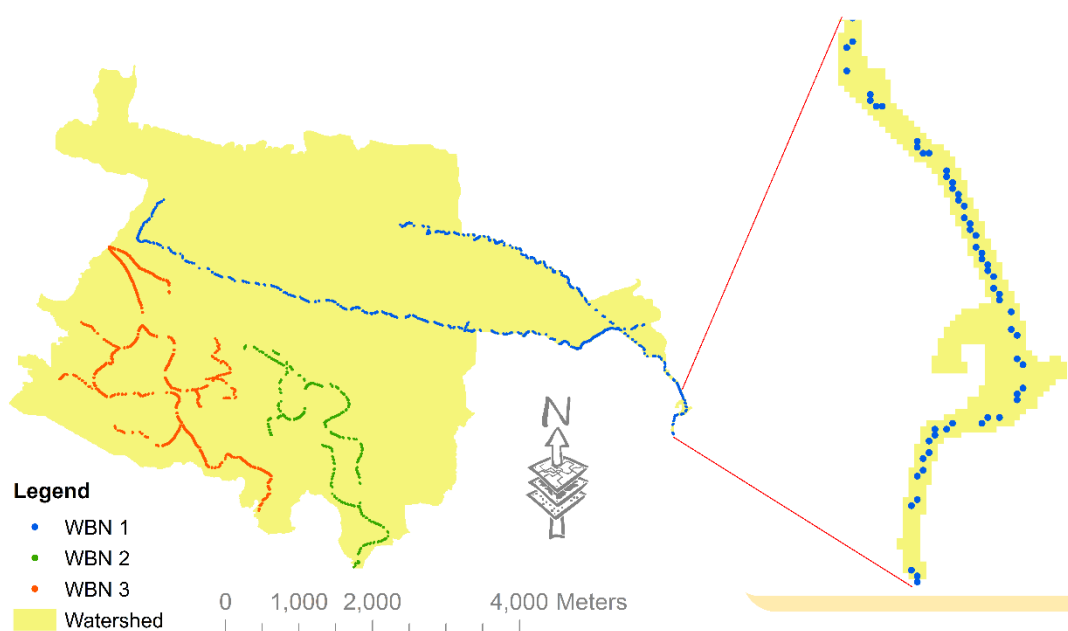 N
Legend
WBN 1
WBN 2
WBN 3
Watershed
0 1,000 2,000 4,000 Meters